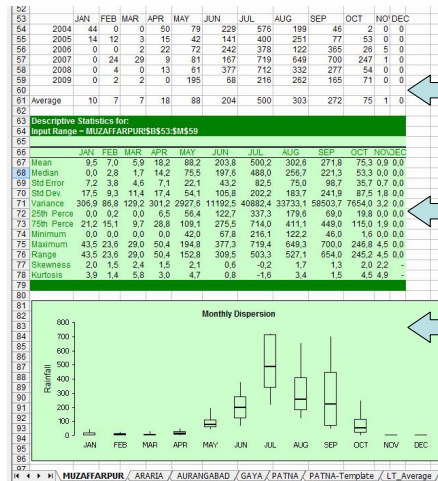 52
53 JAN FEB MAR APR MAY JUN JUL AUG SEP OCT NOV DEC
54 2004 44 0 0 50 79 229 576 199 46 2 0 0
55 2005 14 3 12 15 42 141 400 251 77 53 0 0
56 2006 0 0 2 22 72 242 378 122 365 26 5 0
57 2007 0 24 29 9 81 167 719 649 700 247 1 0
58 2008 4 0 4 13 61 377 712 332 277 54 0 0
59 2009 0 2 2 0 195 68 216 262 165 71 0 0
60
61 Average 10 7 7 18 88 204 500 303 272 75 1 0
62
63 Descriptive Statistics for:
64 Input Range = MUZAFFARPUR!$B$53:$M$59
65
66 JAN FEB MAR APR MAY JUN JUL AUG SEP OCT NOV DEC
67 Mean 9,5 7,0 5,9 18,2 88,2 203,8 500,2 302,6 271,8 75,3 0,9 0,0
68 Median 0,0 2,8 1,7 14,2 75,5 197,6 488,0 256,7 221,3 53,3 0,0 0,0
69 Std Error 7,2 3,8 4,6 7,1 22,1 43,2 82,5 75,0 98,7 35,7 0,7 0,0
70 Std Dev. 17,5 9,3 11,4 17,4 54,1 105,8 202,2 183,7 241,9 87,5 1,8 0,0
71 Variance 306,9 86,8 129,2 301,2 2927,6 11192,5 40882,4 33733,1 58503,7 7654,0 3,2 0,0
72 25th Perce 0,0 0,2 0,0 6,5 56,4 122,7 337,3 179,6 69,0 19,8 0,0 0,0
73 75th Perce 21,2 15,1 9,7 28,8 109,1 275,5 714,0 411,1 449,0 115,0 1,9 0,0
74 Minimum 0,0 0,0 0,0 0,0 42,0 67,8 216,1 122,2 46,0 1,6 0,0 0,0
75 Maximum 43,5 23,6 29,0 50,4 194,8 377,3 719,4 649,3 700,0 246,8 4,5 0,0
76 Range 43,5 23,6 29,0 50,4 152,8 309,5 503,3 527,1 654,0 245,2 4,5 0,0
77 Skewness 2,0 1,5 2,4 1,5 2,1 0,6 -0,2 1,7 1,3 2,0 2,2 -
78 Kurtosis 3,9 1,4 5,8 3,0 4,7 0,8 -1,6 3,4 1,5 4,5 4,9 -
79
80
81
82 Monthly Dispersion
83 800
84 700
85 600
86 500
87 400
88 Rainfall
89 300
90 200
91 100
92 0
93 JAN FEB MAR APR MAY JUN JUL AUG SEP OCT NOV DEC
94
95
96
97
MUZAFFARPUR / ARARIA / AURANGABAD / GAYA / PATNA / PATNA-Template / LT_Average